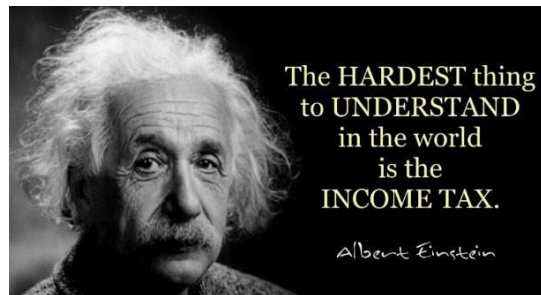 The HARDEST thing
to UNDERSTAND
in the world
is the
INCOME TAX.
Albert Einstein